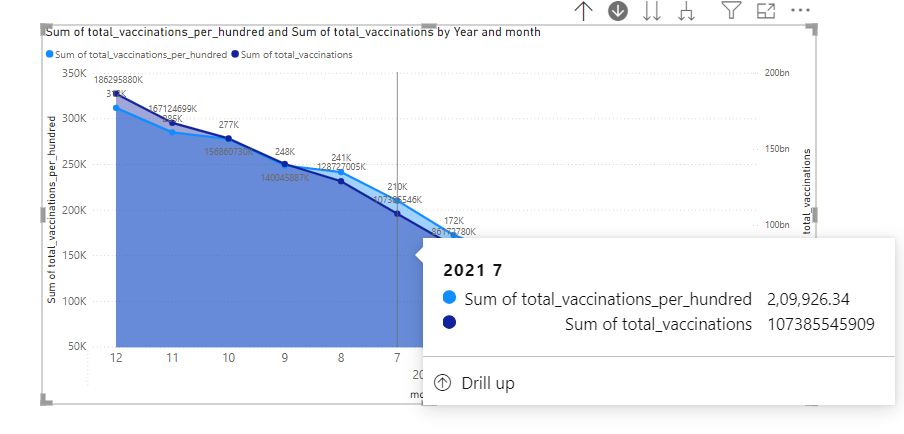 Sum of total_vaccinations_per_hundred and Sum of total_vaccinations by Year and month
Sum of total_vaccinations_per_hundred Sum of total_vaccinations
350K
300K
250K
200K
150K
100K
50K
Sum of total_vaccinations_per_hundred
200bn
150bn
100bn
total_vaccinations
186295880K
167124699K
277K
248K
140045887K
241K
128727005K
210K
107385546K
172K
86172780K
12 11 10 9 8 7
2021 7
Sum of total_vaccinations_per_hundred 2,09,926.34
Sum of total_vaccinations 107385545909
Drill up